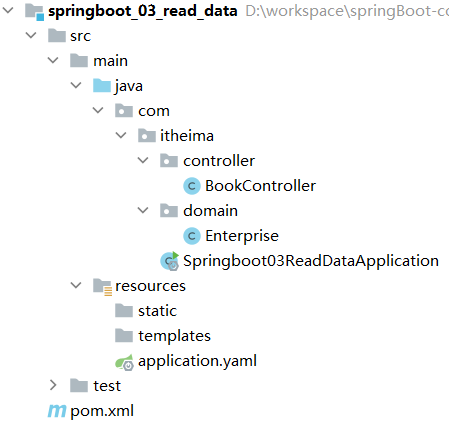 springboot_03_read_data D:\workspace\springBoot-co
src
main
java
com
itheima
controller
BookController
domain
Enterprise
Springboot03ReadDataApplication
resources
static
templates
application.yaml
test
pom.xml